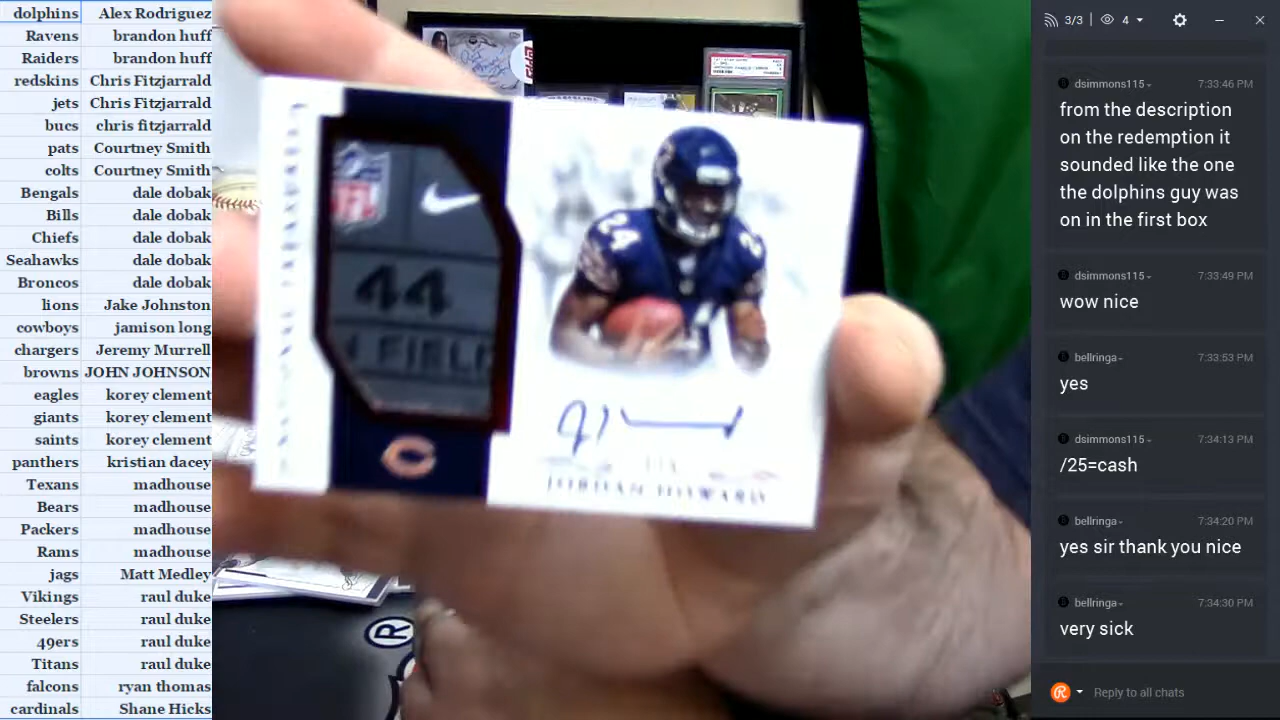 dolphins Alex Rodriguez
Ravens brandon huff
Raiders brandon huff
redskins Chris Fitzjarrald
jets Chris Fitzjarrald
bucs chris fitzjarrald
pats Courtney Smith
colts Courtney Smith
Bengals dale dobak
Bills dale dobak
Chiefs dale dobak
Seahawks dale dobak
Broncos dale dobak
lions Jake Johnston
cowboys jamison long
chargers Jeremy Murrell
browns JOHN JOHNSON
eagles korey clement
giants korey clement
saints korey clement
panthers kristian dacey
Texans madhouse
Bears madhouse
Packers madhouse
Rams madhouse
jags Matt Medley
Vikings raul duke
Steelers raul duke
49ers raul duke
Titans raul duke
falcons ryan thomas
cardinals Shane Hicks
NFL
44
N FIELD
24
JORDAN HOWARD
®
3/3 4
dsimmons115 7:33:46 PM
from the description
on the redemption it
sounded like the one
the dolphins guy was
on in the first box
dsimmons115 7:33:49 PM
wow nice
bellringa 7:33:53 PM
yes
dsimmons115 7:34:13 PM
/25=cash
bellringa 7:34:20 PM
yes sir thank you nice
bellringa 7:34:30 PM
very sick
Reply to all chats